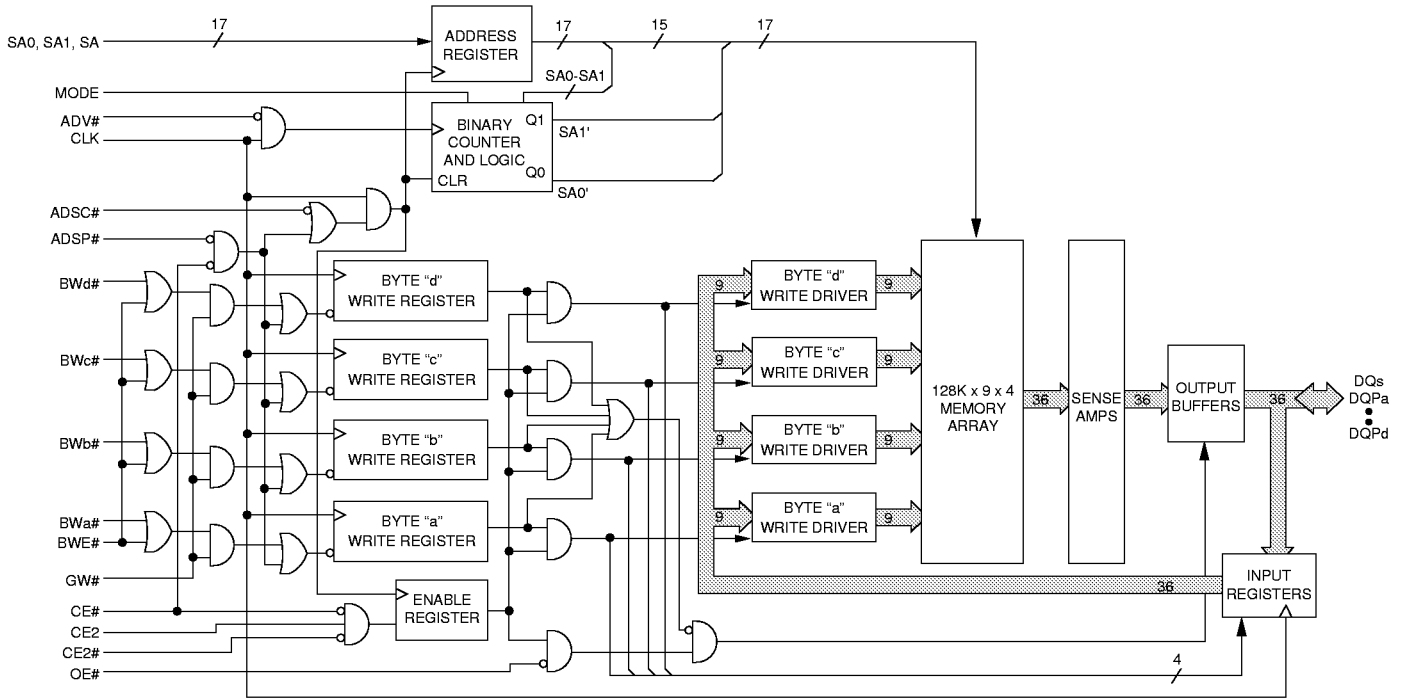 17
17
15
17
SA0, SA1, SA
ADDRESS
REGISTER
SA0-SA1
MODE
ADV#
CLK
BINARY
COUNTER
AND LOGIC
CLR
Q1
Q0
SA1'
SA0'
ADSC#
ADSP#
BWd#
BYTE “d”
WRITE REGISTER
9
BYTE “d”
WRITE DRIVER
9
BWc#
BYTE “c”
WRITE REGISTER
9
BYTE “c”
WRITE DRIVER
9
BWb#
BYTE “b”
WRITE REGISTER
9
BYTE “b”
WRITE DRIVER
9
BWa#
BWE#
BYTE “a”
WRITE REGISTER
9
BYTE “a”
WRITE DRIVER
9
128K x 9 x 4
MEMORY
ARRAY
36
SENSE
AMPS
36
OUTPUT
BUFFERS
36
DQs
DQPa
DQPd
GW#
CE#
CE2
CE2#
OE#
ENABLE
REGISTER
36
INPUT
REGISTERS
4